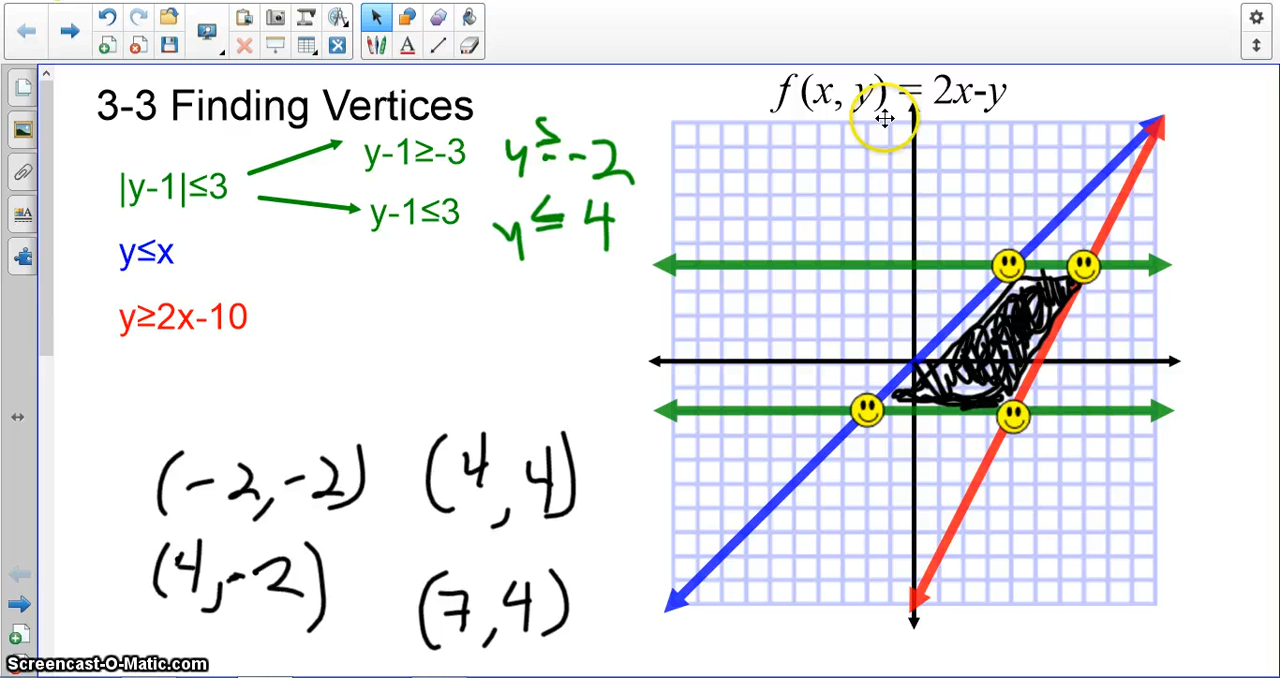 f(x, y) = 2x-y
3-3 Finding Vertices
|y-1|≤3
y-1≥-3 y≥-2
y-1≤3 y≤4
y≤x
y≥2x-10
(-2,-2) (4,4)
(4,-2) (7,4)
Screencast-O-Matic.com